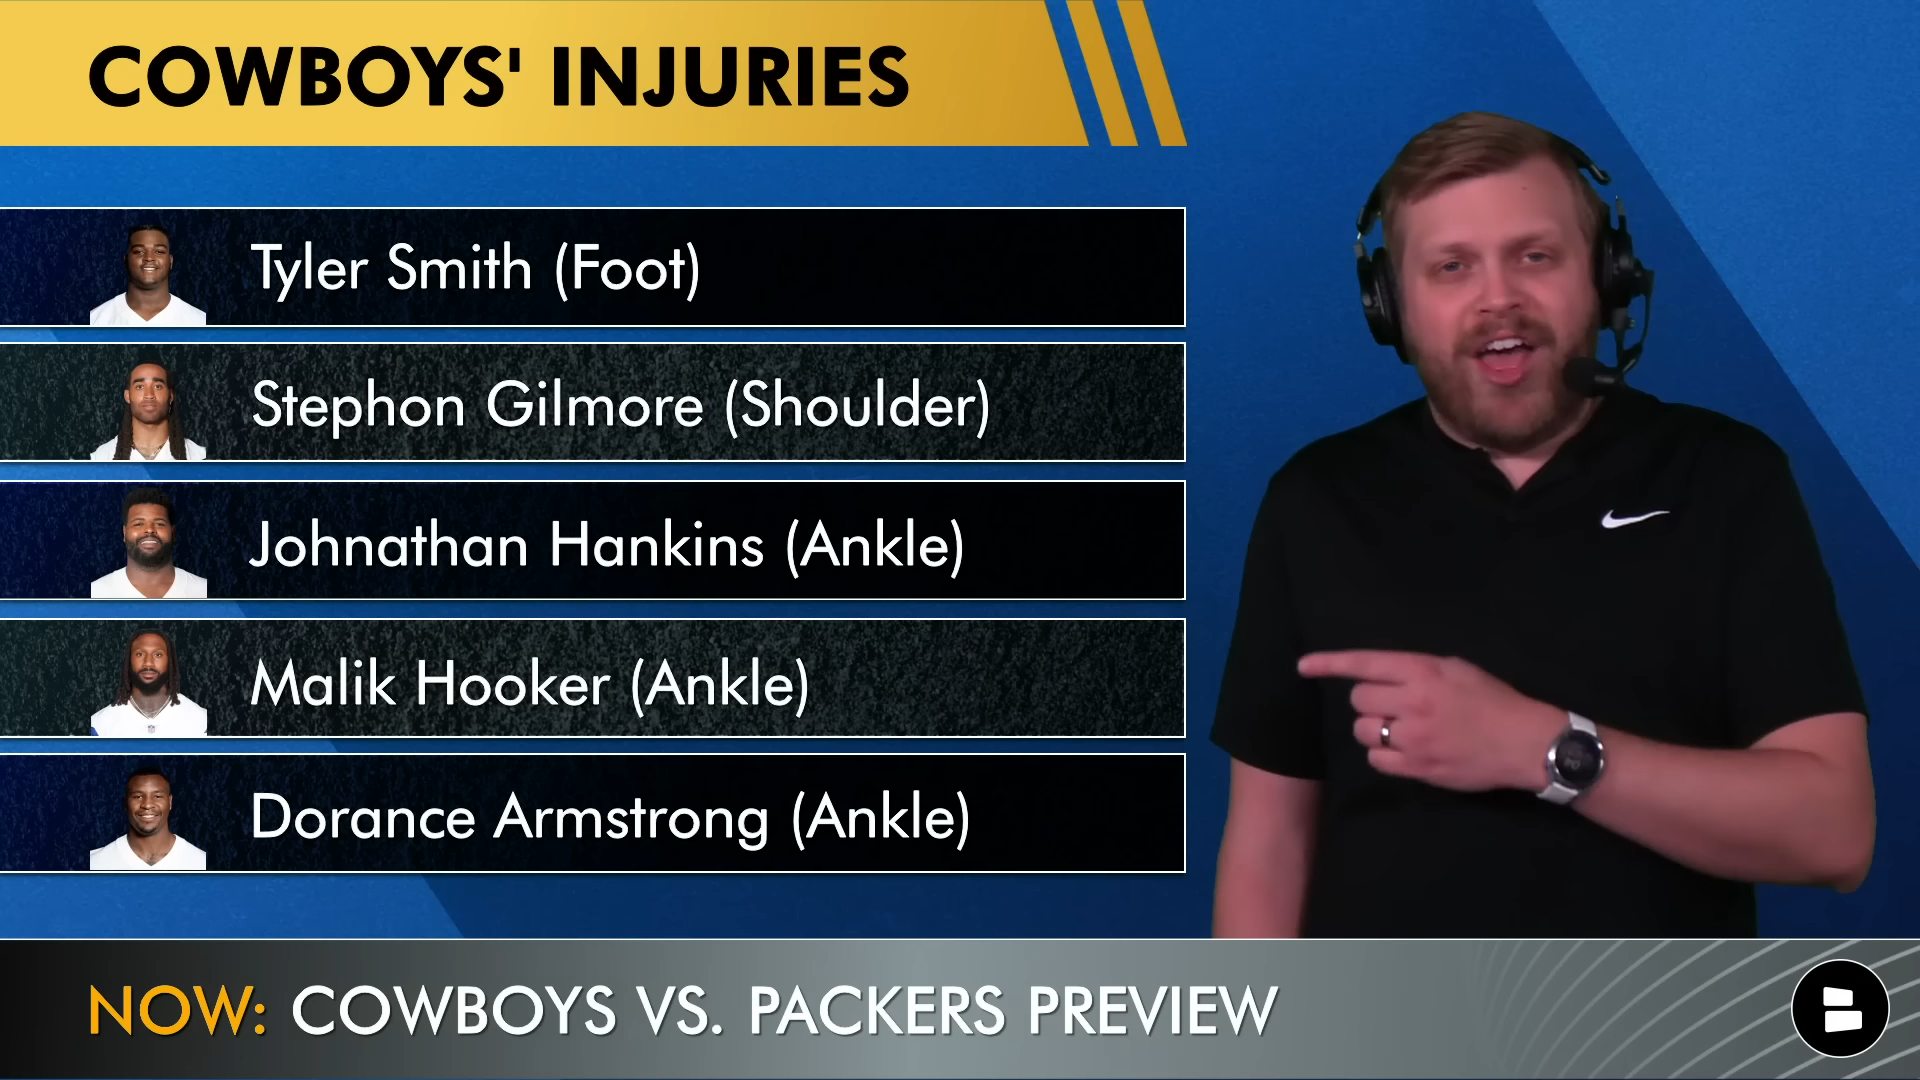 COWBOYS' INJURIES
Tyler Smith (Foot)
Stephon Gilmore (Shoulder)
Johnathan Hankins (Ankle)
Malik Hooker (Ankle)
Dorance Armstrong (Ankle)
NOW: COWBOYS VS. PACKERS PREVIEW